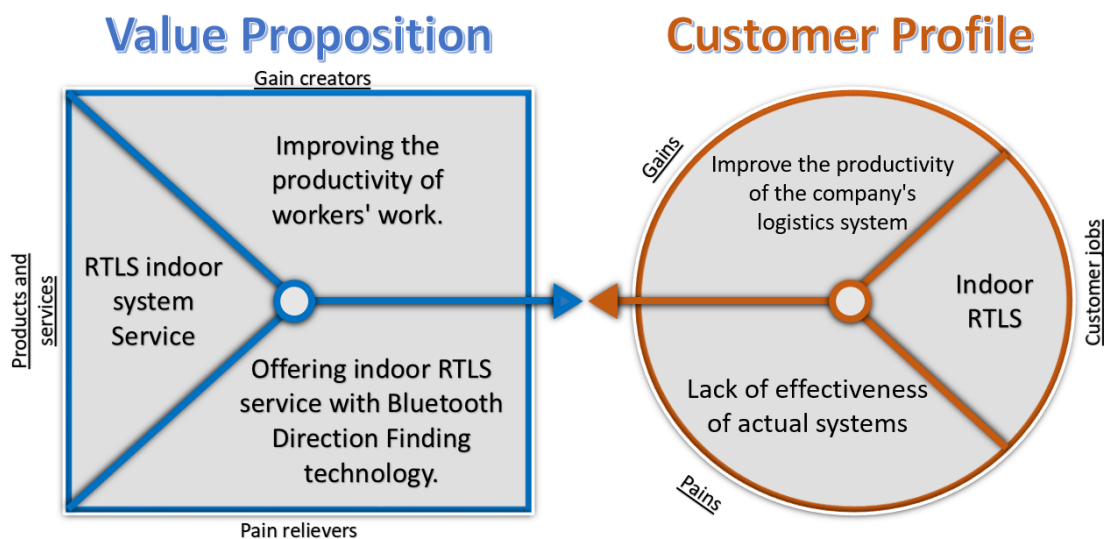 Value Proposition
Gain creators
Improving the
productivity of
workers' work.
Products and
services
RTLS indoor
system
Service
Offering indoor RTLS
service with Bluetooth
Direction Finding
technology.
Pain relievers
Customer Profile
Gains
Improve the productivity
of the company's
logistics system
Customer jobs
Indoor
RTLS
Lack of effectiveness
of actual systems
Pains